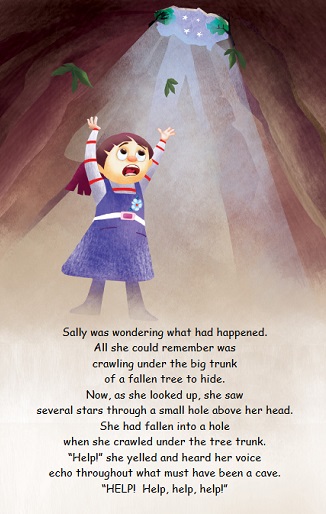 Sally was wondering what had happened.
All she could remember was
crawling under the big trunk
of a fallen tree to hide.
Now, as she looked up, she saw
several stars through a small hole above her head.
She had fallen into a hole
when she crawled under the tree trunk.
“Help!” she yelled and heard her voice
echo throughout what must have been a cave.
“HELP!  Help, help, help!”